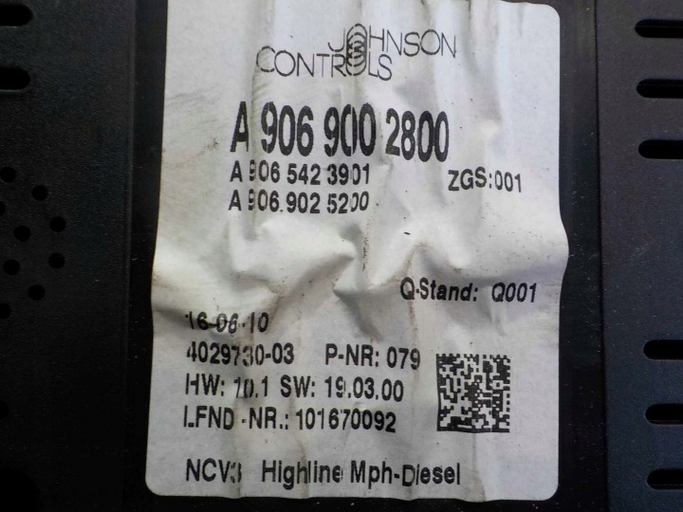 JOHNSON
CONTROLS
A 906 900 2800
A 906 542 3901 ZGS:001
A 906 902 5200
Q-Stand: Q001
16-06-10
4029730-03 P-NR: 079
HW: 10.1 SW: 19.03.00
LFND -NR.: 101670092
NCV3 Highline Mph-Diesel